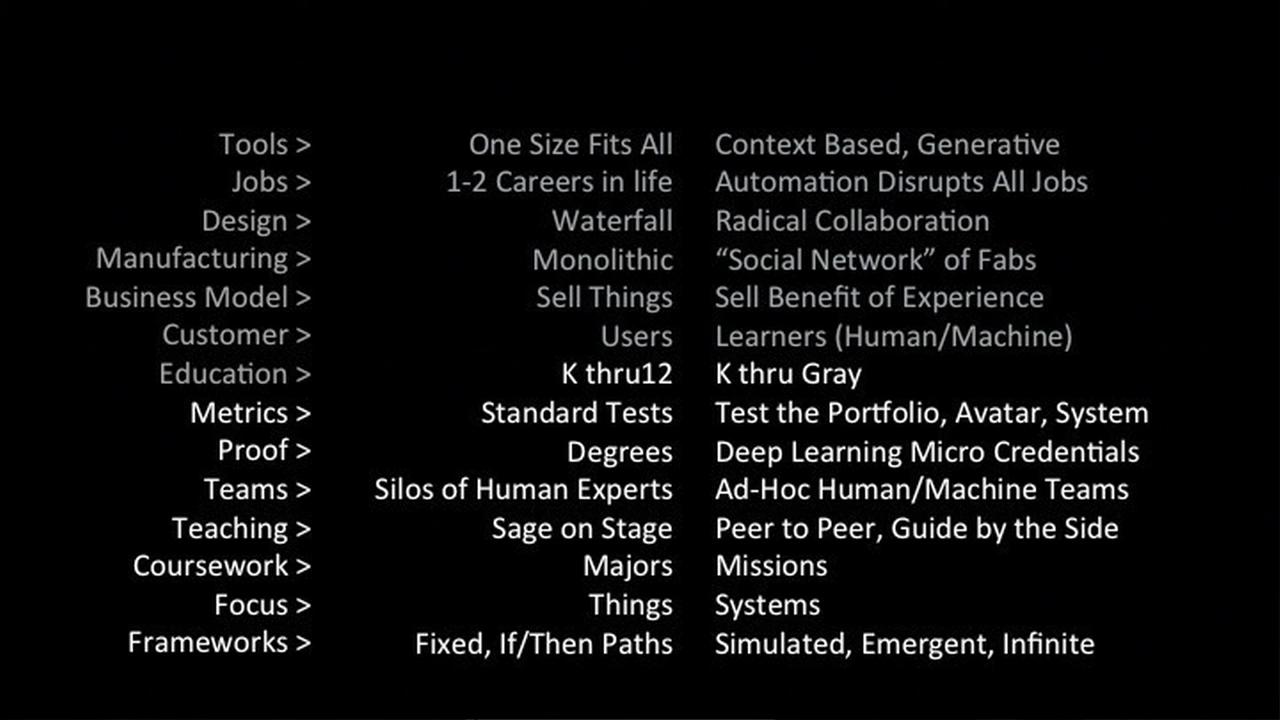 Tools > One Size Fits All Context Based, Generative
Jobs > 1-2 Careers in life Automation Disrupts All Jobs
Design > Waterfall Radical Collaboration
Manufacturing > Monolithic “Social Network” of Fabs
Business Model > Sell Things Sell Benefit of Experience
Customer > Users Learners (Human/Machine)
Education > K thru12 K thru Gray
Metrics > Standard Tests Test the Portfolio, Avatar, System
Proof > Degrees Deep Learning Micro Credentials
Teams > Silos of Human Experts Ad-Hoc Human/Machine Teams
Teaching > Sage on Stage Peer to Peer, Guide by the Side
Coursework > Majors Missions
Focus > Things Systems
Frameworks > Fixed, If/Then Paths Simulated, Emergent, Infinite